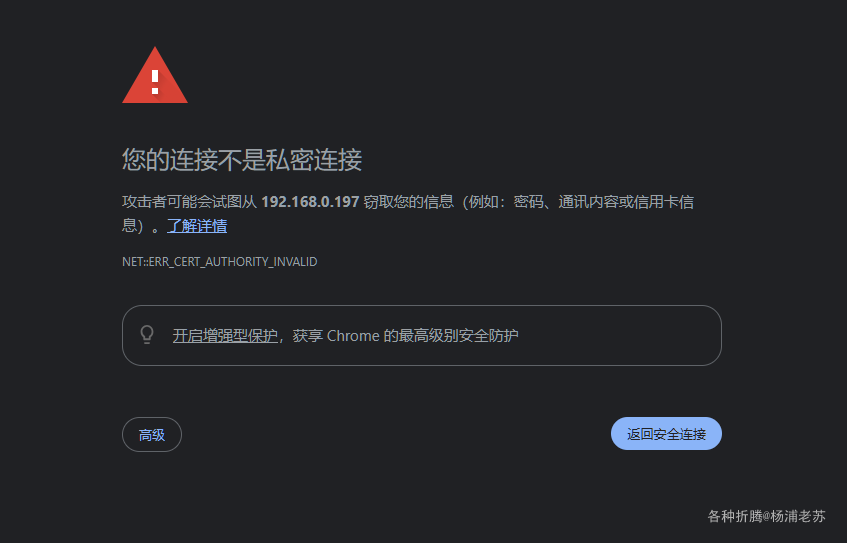 您的连接不是私密连接
攻击者可能会试图从 192.168.0.197 窃取您的信息（例如：密码、通讯内容或信用卡信
息）。了解详情
NET::ERR_CERT_AUTHORITY_INVALID
开启增强型保护，获享 Chrome 的最高级别安全防护
高级
返回安全连接
各种折腾@杨浦老苏